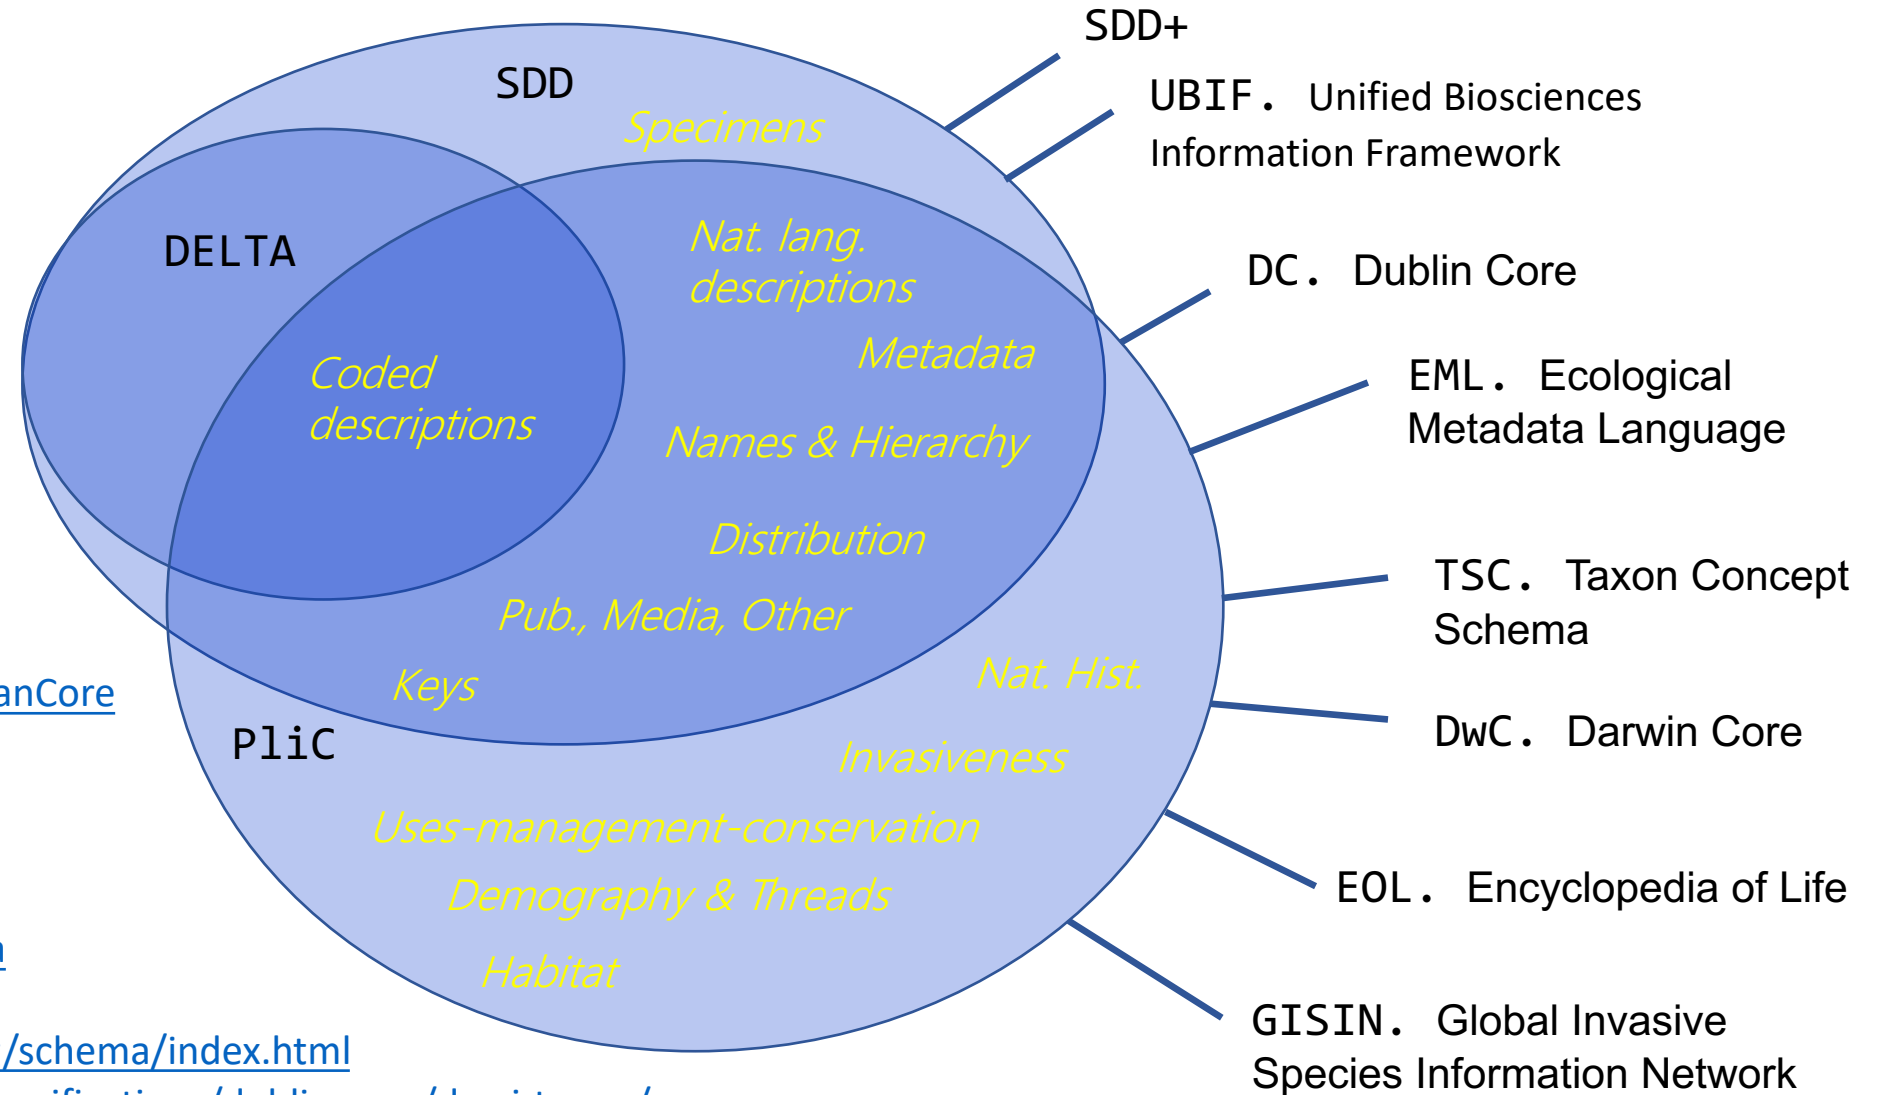 SDD+
SDD
UBIF. Unified Biosciences
Information Framework
Specimens
DELTA
Nat. lang.
descriptions
DC. Dublin Core
Metadata
Coded
descriptions
EML. Ecological
Metadata Language
Names & Hierarchy
Distribution
TSC. Taxon Concept
Schema
Pub., Media, Other
Keys
Nat. Hist.
anCore
PliC
DwC. Darwin Core
Invasiveness
Uses-management-conservation
Demography & Threads
EOL. Encyclopedia of Life
Habitat
/schema/index.html
GISIN. Global Invasive
Species Information Network